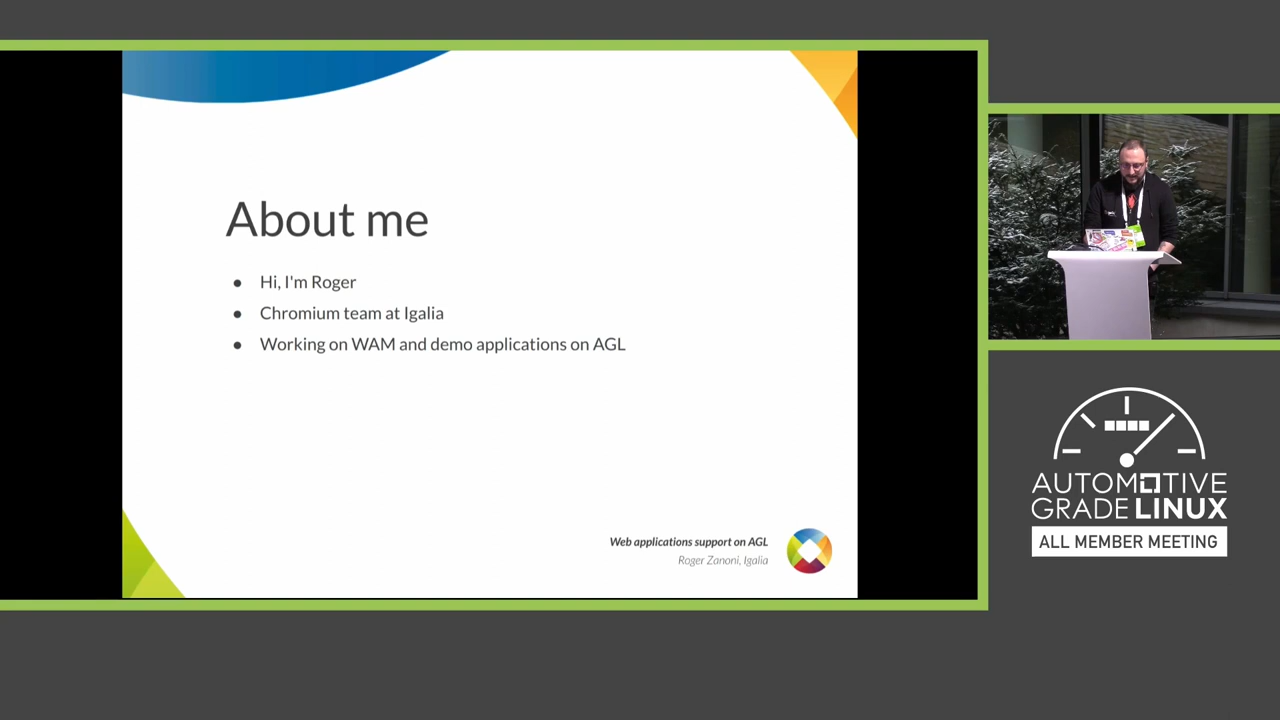 About me
● Hi, I'm Roger
● Chromium team at Igalia
● Working on WAM and demo applications on AGL
Web applications support on AGL
Roger Zanoni, Igalia
AUTOMOTIVE
GRADE LINUX
ALL MEMBER MEETING